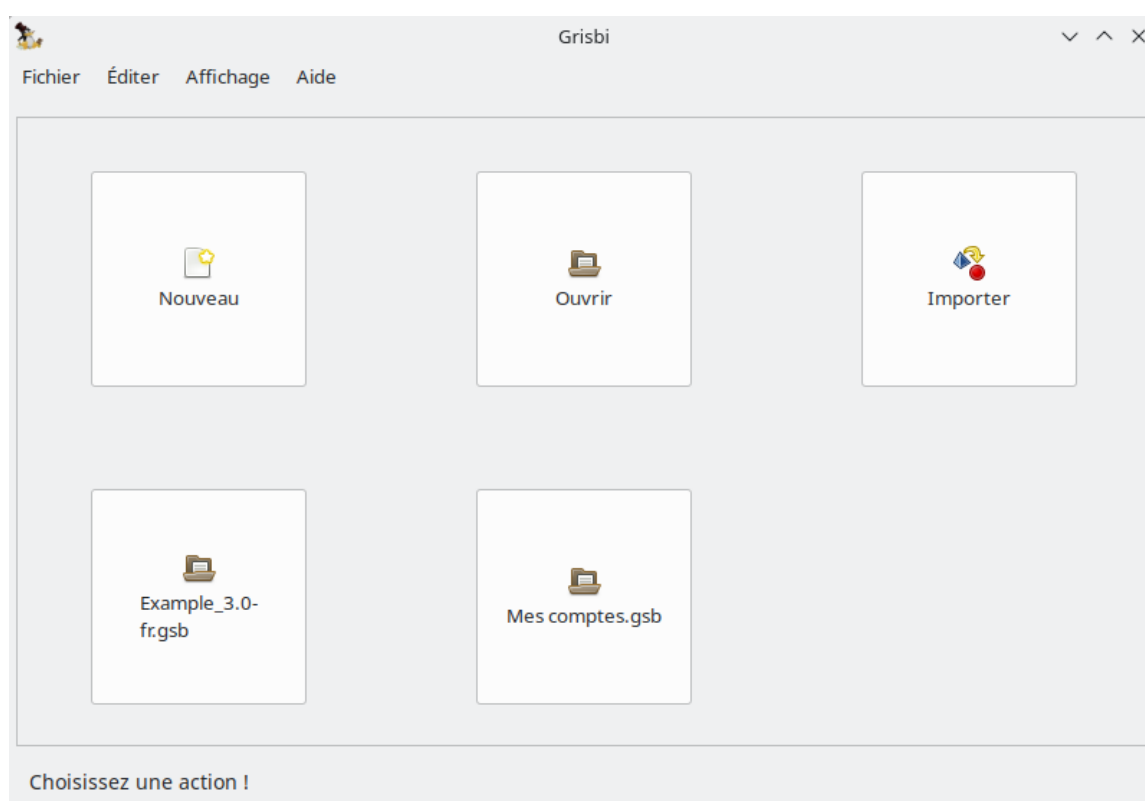 Grisbi
Fichier Éditer Affichage Aide
Nouveau
Ouvrir
Importer
Example_3.0-
fr.gsb
Mes comptes.gsb
Choisissez une action !